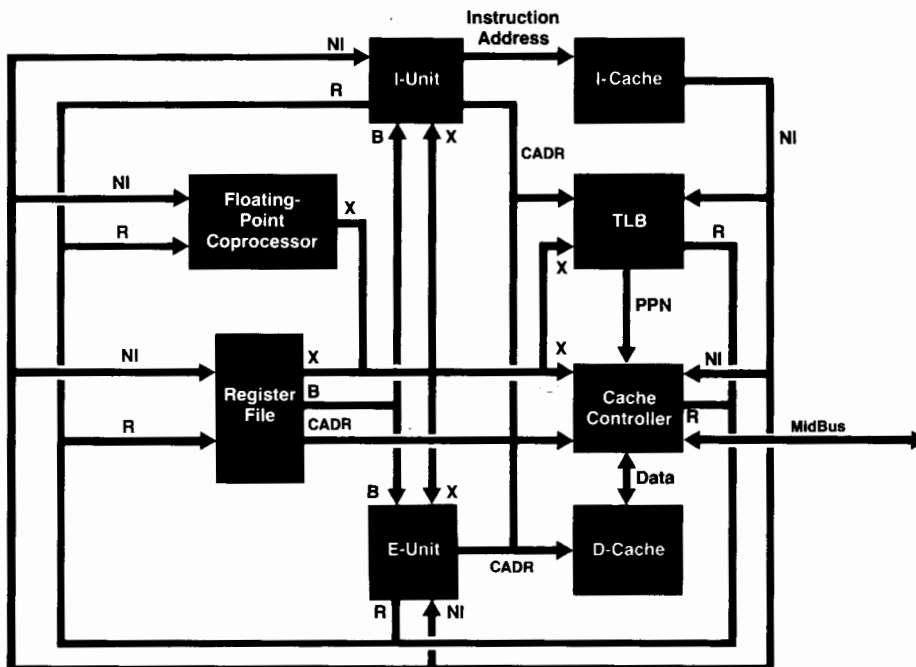 NI
I-Unit
Instruction
Address
I-Cache
R
B
X
CADR
NI
NI
Floating-
Point
Coprocessor
X
R
TLB
R
X
PPN
NI
Register
File
X
B
CADR
X
NI
Cache
Controller
R
R
MidBus
Data
B
X
E-Unit
CADR
D-Cache
R
NI